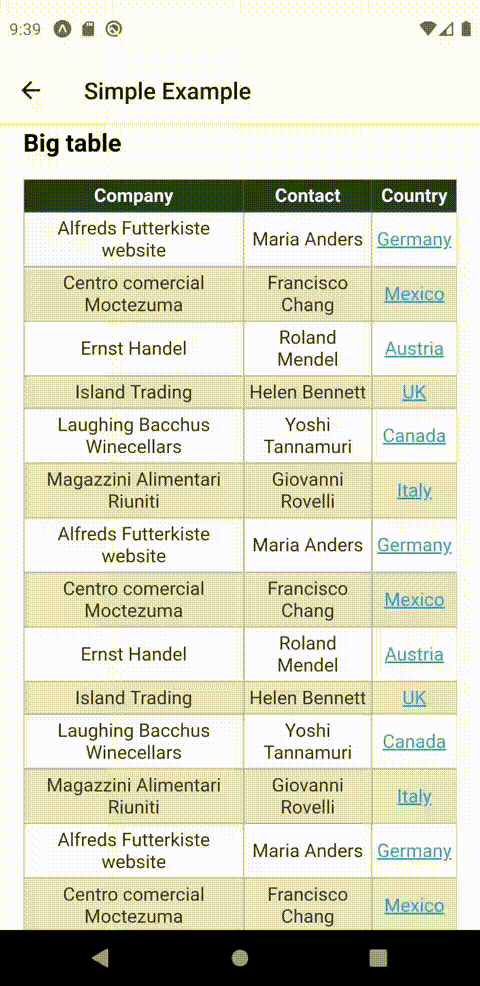 9:39
Simple Example
Big table
Company Contact Country
Alfreds Futterkiste
website Maria Anders Germany
Centro comercial
Moctezuma Francisco
Chang Mexico
Ernst Handel Roland
Mendel Austria
Island Trading Helen Bennett UK
Laughing Bacchus
Winecellars Yoshi
Tannamuri Canada
Magazzini Alimentari
Riuniti Giovanni
Rovelli Italy
Alfreds Futterkiste
website Maria Anders Germany
Centro comercial
Moctezuma Francisco
Chang Mexico
Ernst Handel Roland
Mendel Austria
Island Trading Helen Bennett UK
Laughing Bacchus
Winecellars Yoshi
Tannamuri Canada
Magazzini Alimentari
Riuniti Giovanni
Rovelli Italy
Alfreds Futterkiste
website Maria Anders Germany
Centro comercial
Moctezuma Francisco
Chang Mexico